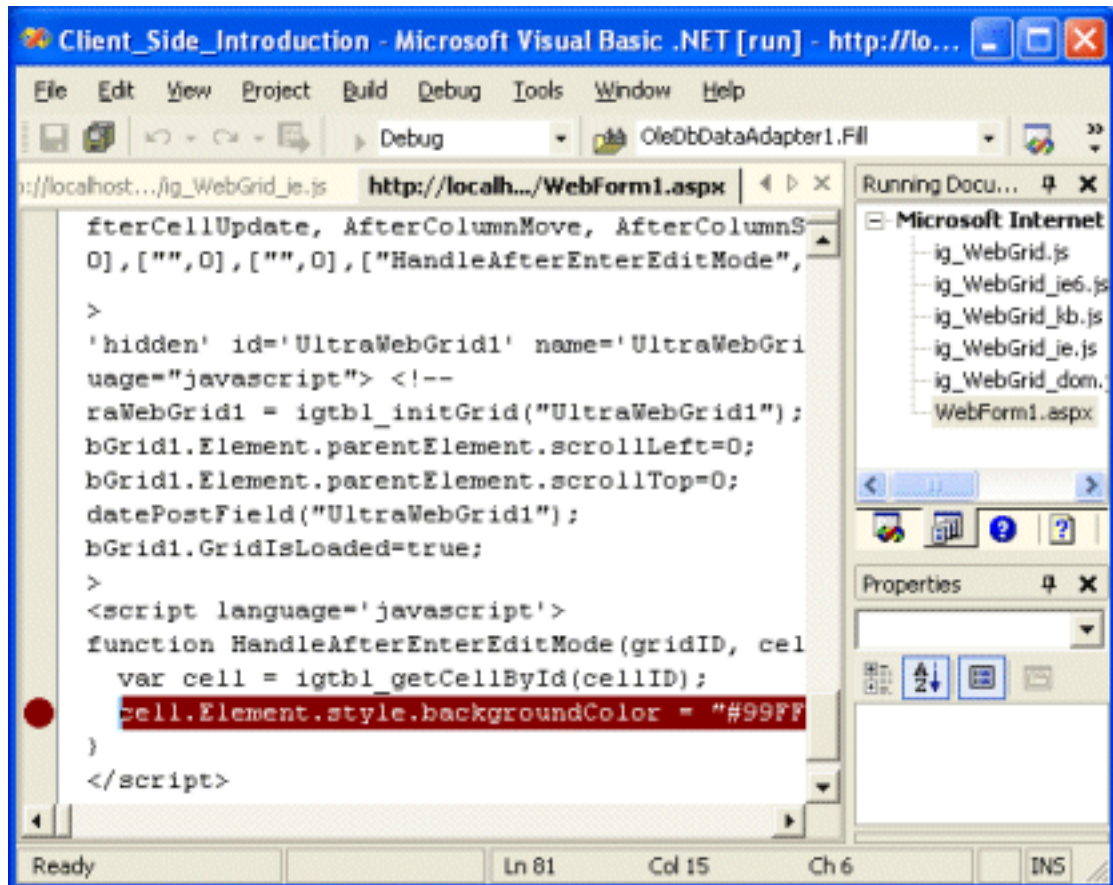 Client_Side_Introduction - Microsoft Visual Basic .NET [run] - http://lo...
File Edit View Project Build Debug Tools Window Help
Debug OleDbDataAdapter1.Fill
://localhost.../ig_WebGrid_ie.js http://localh.../WebForm1.aspx
fterCellUpdate, AfterColumnMove, AfterColumnS
0],["",0],["",0],["HandleAfterEnterEditMode",
>
'hidden' id='UltraWebGrid1' name='UltraWebGri
uage="javascript"> <!--
raWebGrid1 = igtbl_initGrid("UltraWebGrid1");
bGrid1.Element.parentElement.scrollLeft=0;
bGrid1.Element.parentElement.scrollTop=0;
datePostField("UltraWebGrid1");
bGrid1.GridIsLoaded=true;
>
<script language='javascript'>
function HandleAfterEnterEditMode(gridID, cel
var cell = igtbl_getCellById(cellID);
cell.Element.style.backgroundColor = "#99FF
}
</script>
Running Docu...
Microsoft Internet
ig_WebGrid.js
ig_WebGrid_ie6.js
ig_WebGrid_kb.js
ig_WebGrid_ie.js
ig_WebGrid_dom.j
WebForm1.aspx
Properties
Ready Ln 81 Col 15 Ch 6 INS